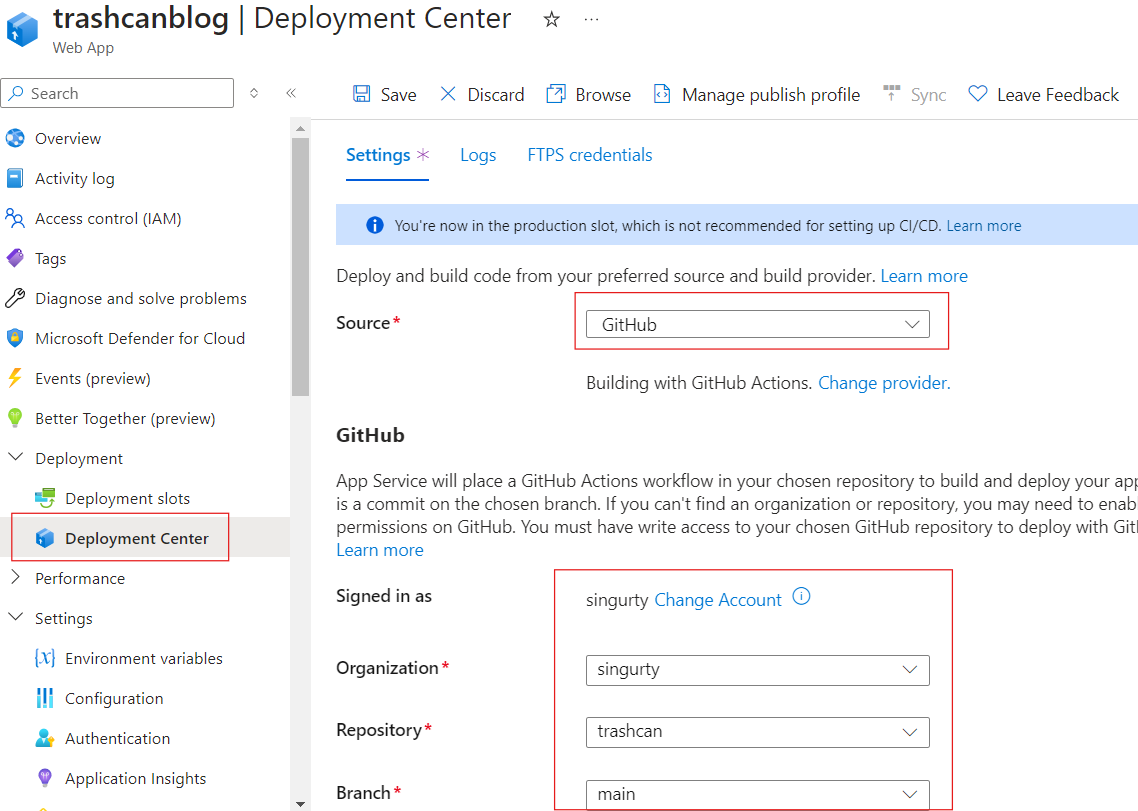 trashcanblog | Deployment Center
Web App
Search
Overview
Activity log
Access control (IAM)
Tags
Diagnose and solve problems
Microsoft Defender for Cloud
Events (preview)
Better Together (preview)
Deployment
Deployment slots
Deployment Center
Performance
Settings
Environment variables
Configuration
Authentication
Application Insights
Save
Discard
Browse
Manage publish profile
Sync
Leave Feedback
Settings *
Logs
FTPS credentials
You're now in the production slot, which is not recommended for setting up CI/CD. Learn more
Deploy and build code from your preferred source and build provider. Learn more
Source*
GitHub
Building with GitHub Actions. Change provider.
GitHub
App Service will place a GitHub Actions workflow in your chosen repository to build and deploy your app
is a commit on the chosen branch. If you can't find an organization or repository, you may need to enab
permissions on GitHub. You must have write access to your chosen GitHub repository to deploy with Gitl
Learn more
Signed in as
singurty Change Account
Organization*
singurty
Repository*
trashcan
Branch*
main